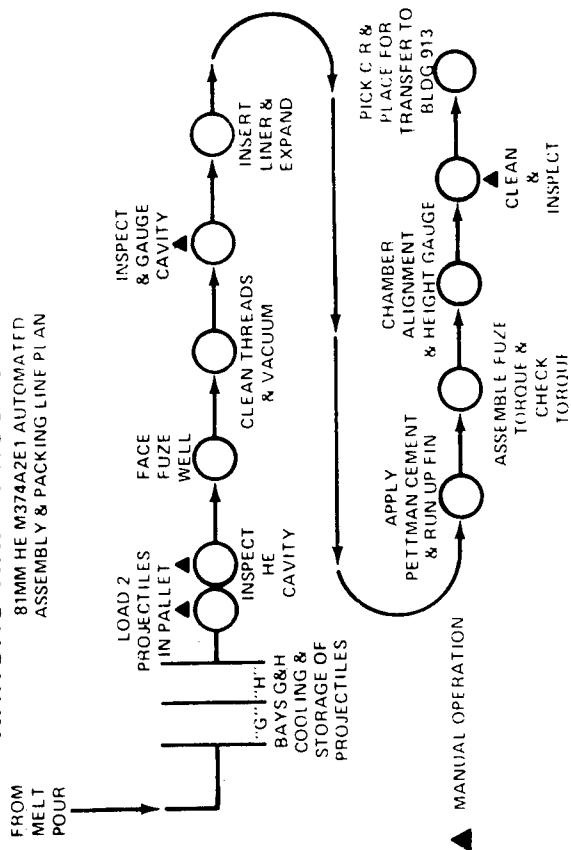 81MM HE M374A2E1 AUTOMATED
ASSEMBLY & PACKING LINE PLAN
FROM
MELT
POUR
"G" "H"
BAYS G&H
COOLING &
STORAGE OF
PROJECTILES
LOAD 2
PROJECTILES
IN PALLET
INSPECT
HE
CAVITY
FACE
FUZE
WELL
CLEAN THREADS
& VACUUM
INSPECT
& GAUGE
CAVITY
INSERT
LINER &
EXPAND
APPLY
PETTMAN CEMENT
& RUN UP FIN
ASSEMBLE FUZE
TORQUE &
CHECK
TORQUE
CHAMBER
ALIGNMENT
& HEIGHT GAUGE
CLEAN
&
INSPECT
PICK C R &
PLACE FOR
TRANSFER TO
BLDG 913
MANUAL OPERATION